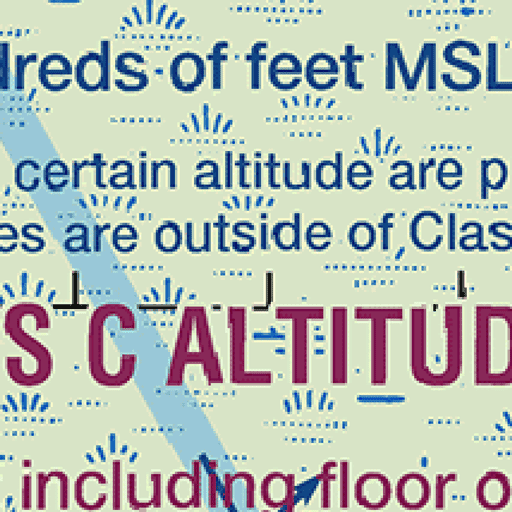 dreds of feet MSL
certain altitude are p
es are outside of Clas
S C ALTITUD
including floor o